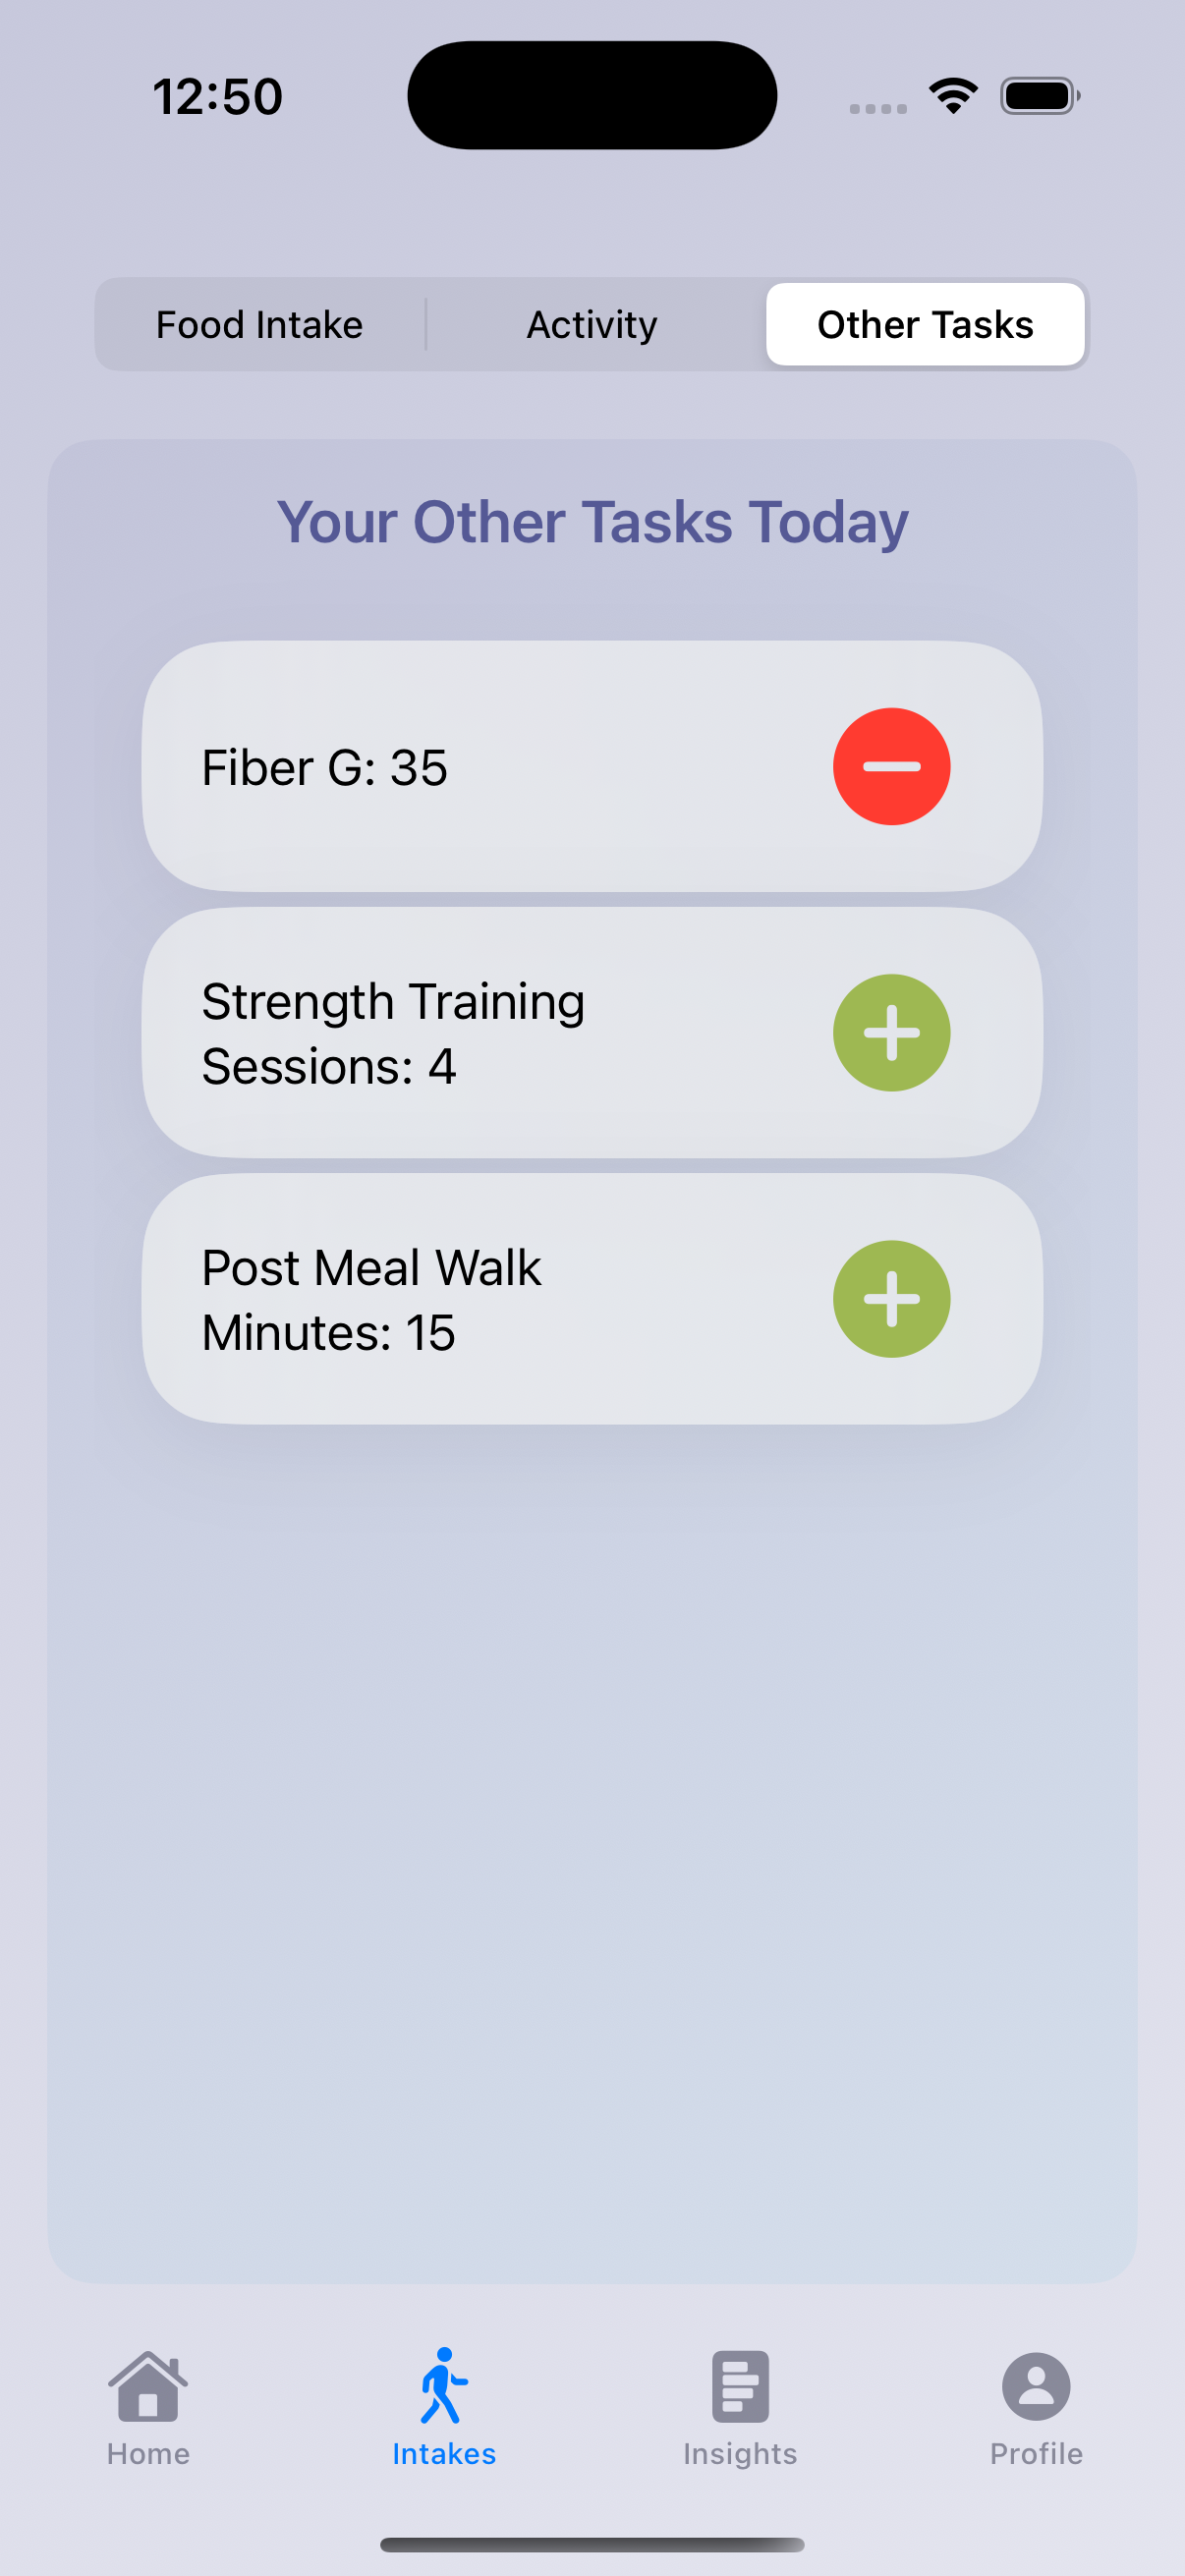 12:50
Food Intake
Activity
Other Tasks
Your Other Tasks Today
Fiber G: 35
Strength Training
Sessions: 4
Post Meal Walk
Minutes: 15
Home
Intakes
Insights
Profile